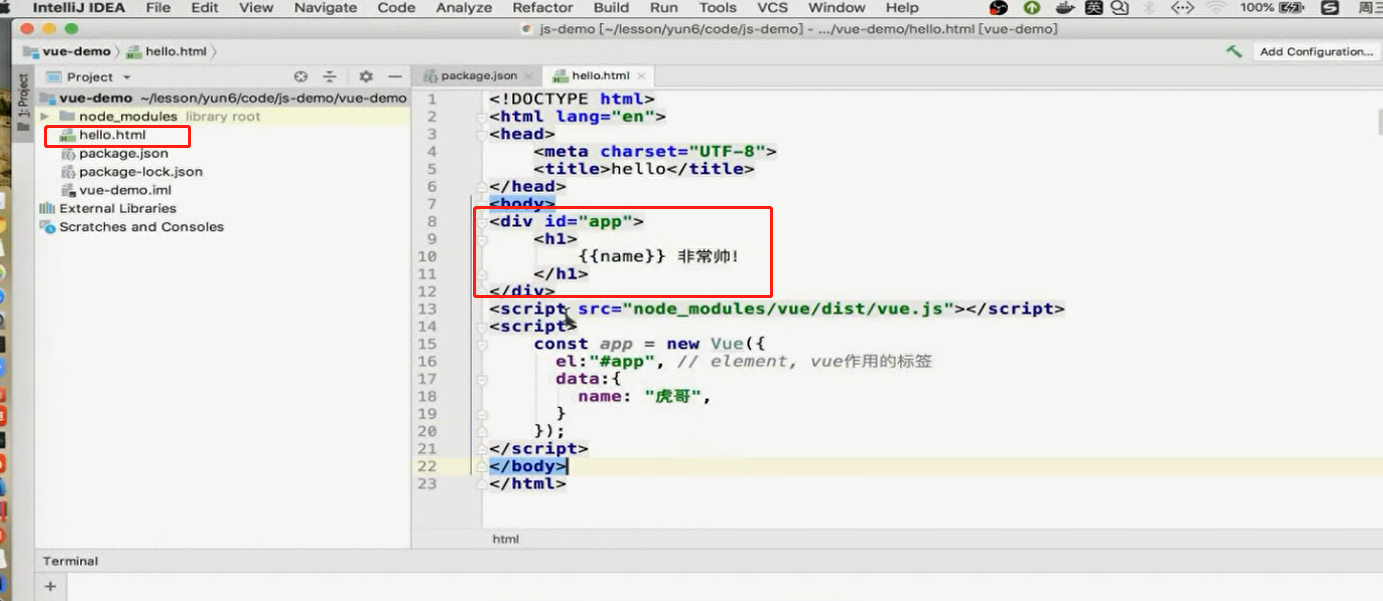 IntelliJ IDEA File Edit View Navigate Code Analyze Refactor Build Run Tools VCS Window Help 英 100% 周三
js-demo [~/lesson/yun6/code/js-demo] - .../vue-demo/hello.html [vue-demo]
vue-demo hello.html Add Configuration...
1: Project
Project
package.json
hello.html
vue-demo ~/lesson/yun6/code/js-demo/vue-demo
node_modules library root
hello.html
package.json
package-lock.json
vue-demo.iml
External Libraries
Scratches and Consoles
1 <!DOCTYPE html>
2 <html lang="en">
3 <head>
4 <meta charset="UTF-8">
5 <title>hello</title>
6 </head>
7 <body>
8 <div id="app">
9 <h1>
10 {{name}} 非常帅!
11 </h1>
12 </div>
13 <script src="node_modules/vue/dist/vue.js"></script>
14 <script>
15 const app = new Vue({
16 el:"#app", // element, vue作用的标签
17 data:{
18 name: "虎哥",
19 }
20 });
21 </script>
22 </body>
23 </html>
html
Terminal
+